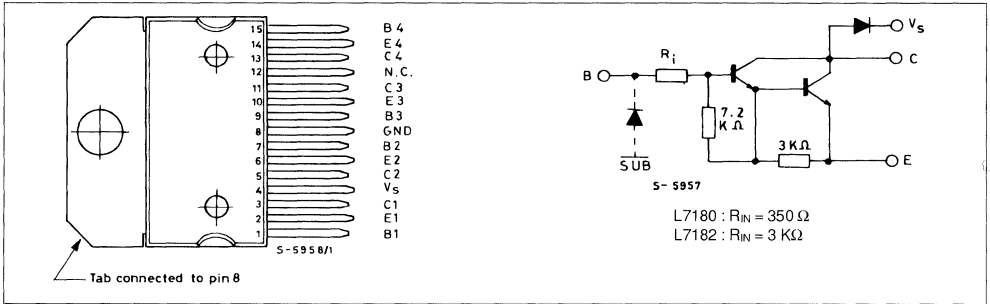 15 B4
14 E4
13 C4
12 N.C.
11 C3
10 E3
9 B3
8 GND
7 B2
6 E2
5 C2
4 Vs
3 C1
2 E1
1 B1
S-5958/1
Tab connected to pin 8
Vs
C
B
Ri
7.2
KΩ
3KΩ
SUB
E
S-5957
L7180 : RIN = 350 Ω
L7182 : RIN = 3 KΩ